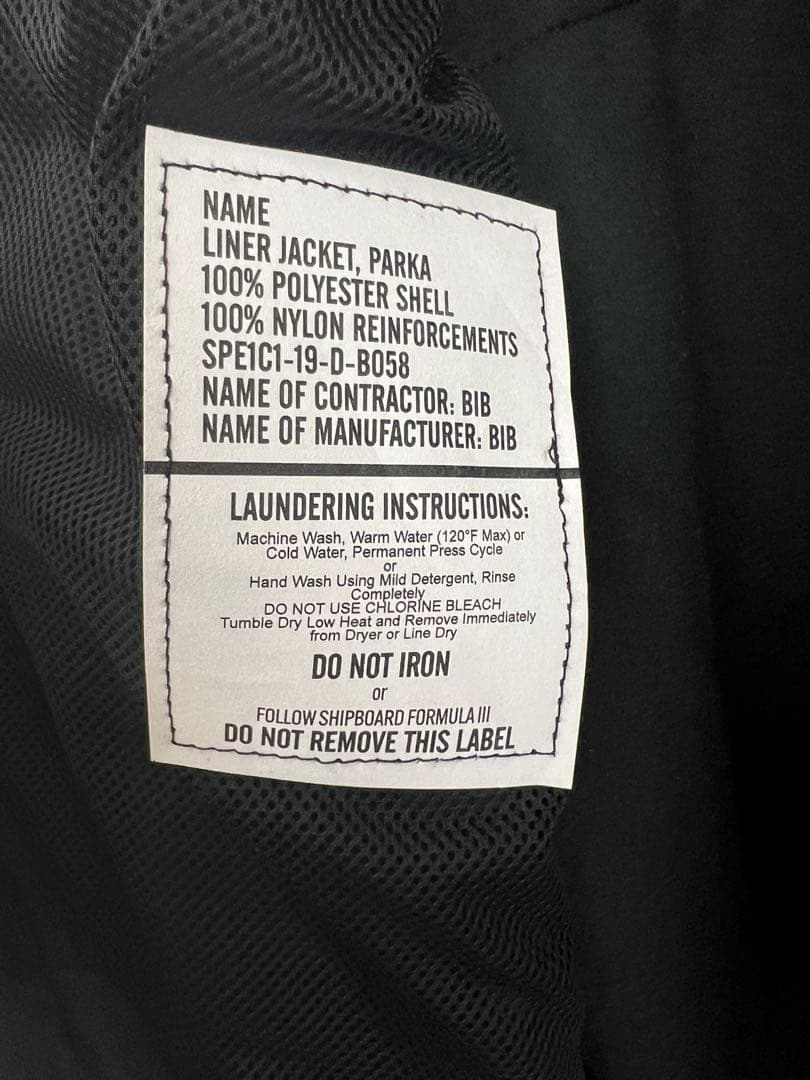 NAME
LINER JACKET, PARKA
100% POLYESTER SHELL
100% NYLON REINFORCEMENTS
SPE1C1-19-D-B058
NAME OF CONTRACTOR: BIB
NAME OF MANUFACTURER: BIB
LAUNDERING INSTRUCTIONS:
Machine Wash, Warm Water (120°F Max) or
Cold Water, Permanent Press Cycle
or
Hand Wash Using Mild Detergent, Rinse
Completely
DO NOT USE CHLORINE BLEACH
Tumble Dry Low Heat and Remove Immediately
from Dryer or Line Dry
DO NOT IRON
or
FOLLOW SHIPBOARD FORMULA III
DO NOT REMOVE THIS LABEL